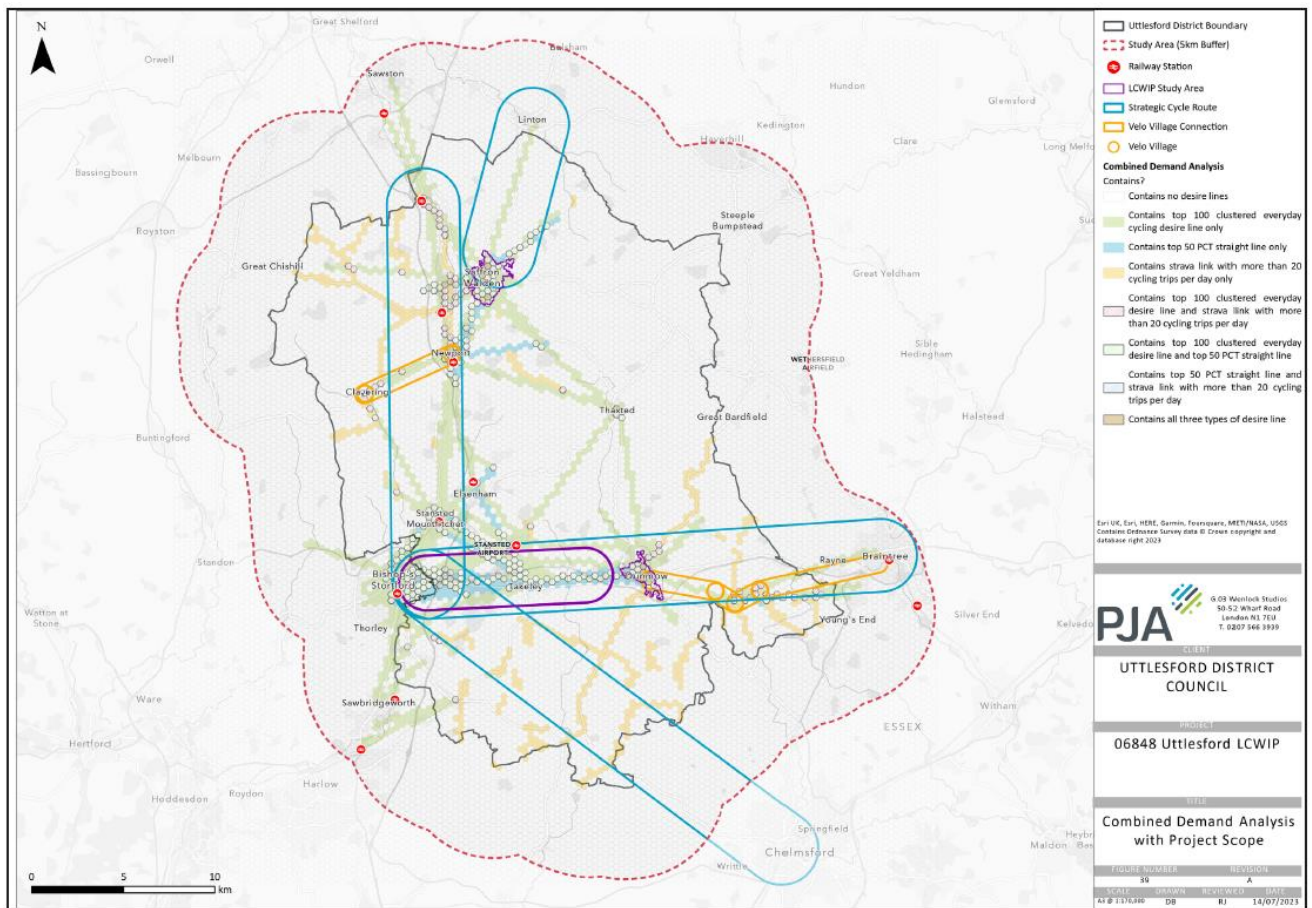 N
Great Shelford
Balsham
Orwell
Sawston
Hundon
Glemsford
Linton
Kedington
Haverhill
Clare
Long Melfo
Melbourn
Bassingbourn
Steeple
Bumpstead
Royston
Great Chishill
Saffron
Walden
Great Yeldham
Newport
Sible
Hedingham
WETHERSFIELD
AIRFIELD
Clavering
Thaxted
Great Bardfield
Halstead
Buntingford
Elsenham
Stansted
Mountfitchet
STANSTED
AIRPORT
Standon
Bishop's
Stortford
Takeley
Dunmow
Rayne
Braintree
Silver End
Watton at
Stone
Thorley
Young's End
Kelvedo
Ware
Sawbridgeworth
Witham
Hertford
ESSEX
Harlow
Hoddesdon
Roydon
Springfield
Chelmsford
Writtle
Heybr
Maldon
Bas
0 5 10
km
Uttlesford District Boundary
Study Area (5km Buffer)
Railway Station
LCWIP Study Area
Strategic Cycle Route
Velo Village Connection
Velo Village
Combined Demand Analysis
Contains?
Contains no desire lines
Contains top 100 clustered everyday
cycling desire line only
Contains top 50 PCT straight line only
Contains strava link with more than 20
cycling trips per day only
Contains top 100 clustered everyday
desire line and strava link with more
than 20 cycling trips per day
Contains top 100 clustered everyday
desire line and top 50 PCT straight line
Contains top 50 PCT straight line and
strava link with more than 20 cycling
trips per day
Contains all three types of desire line
Esri UK, Esri, HERE, Garmin, Foursquare, METI/NASA, USGS
Contains Ordnance Survey data © Crown copyright and
database right 2023
PJA
G.03 Wenlock Studios
50-52 Wharf Road
London N1 7EU
T. 0207 566 3939
CLIENT
UTTLESFORD DISTRICT
COUNCIL
PROJECT
06848 Uttlesford LCWIP
TITLE
Combined Demand Analysis
with Project Scope
FIGURE NUMBER REVISION
39 A
SCALE DRAWN REVIEWED DATE
A3 @ 1:170,000 DB RJ 14/07/2023